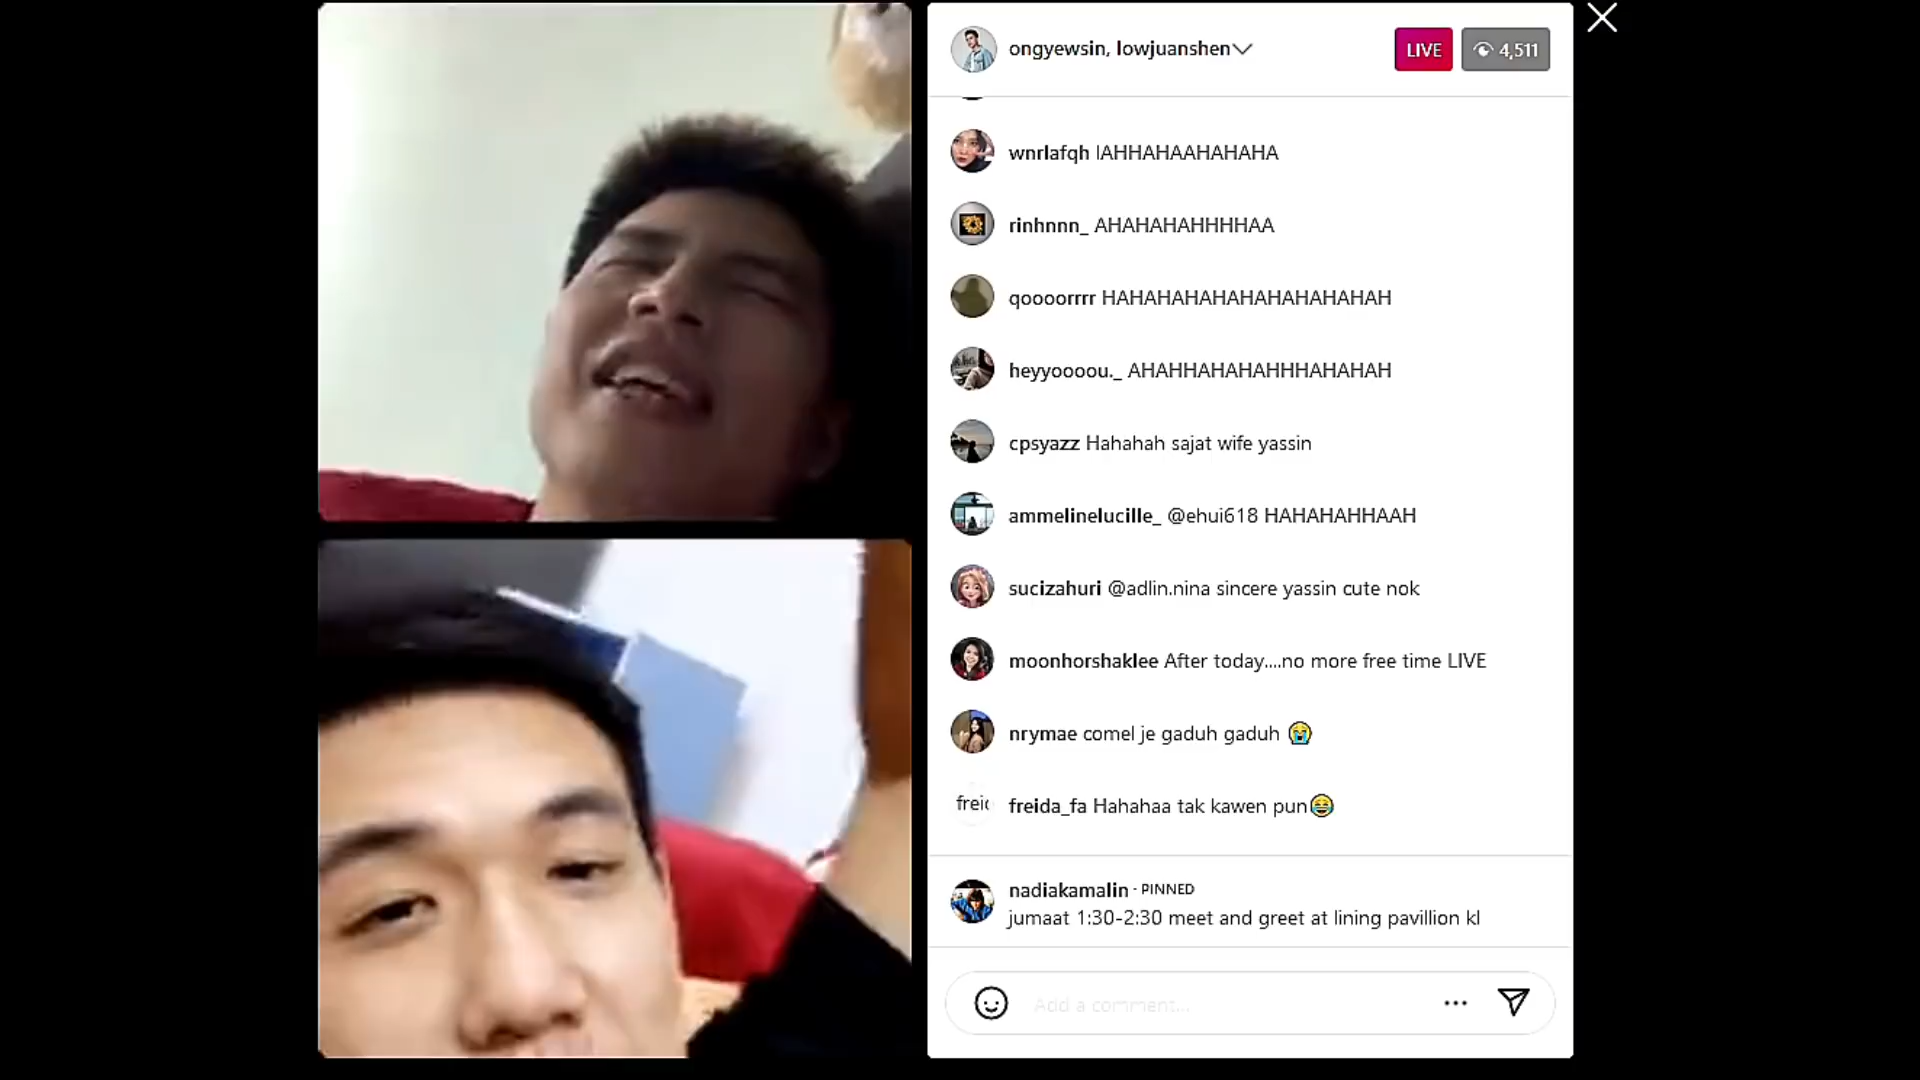 ongyewsin, lowjuanshen
LIVE
4,511
wnrlafqh IAHHAHAAHAHAHA
rinhnnn_ AHAHAHAHHHHAA
qoooorrrr HAHAHAHAHAHAHAHAHAHAH
heyyoooou._ AHAHHAHAHAHHHAHAHAH
cpsyazz Hahahah sajat wife yassin
ammelinelucille_ @ehui618 HAHAHAHHAAH
sucizahuri @adlin.nina sincere yassin cute nok
moonhorshaklee After today....no more free time LIVE
nrymae comel je gaduh gaduh 😭
freic
freida_fa Hahahaa tak kawen pun😂
nadiakamalin · PINNED
jumaat 1:30-2:30 meet and greet at lining pavillion kl
Add a comment...